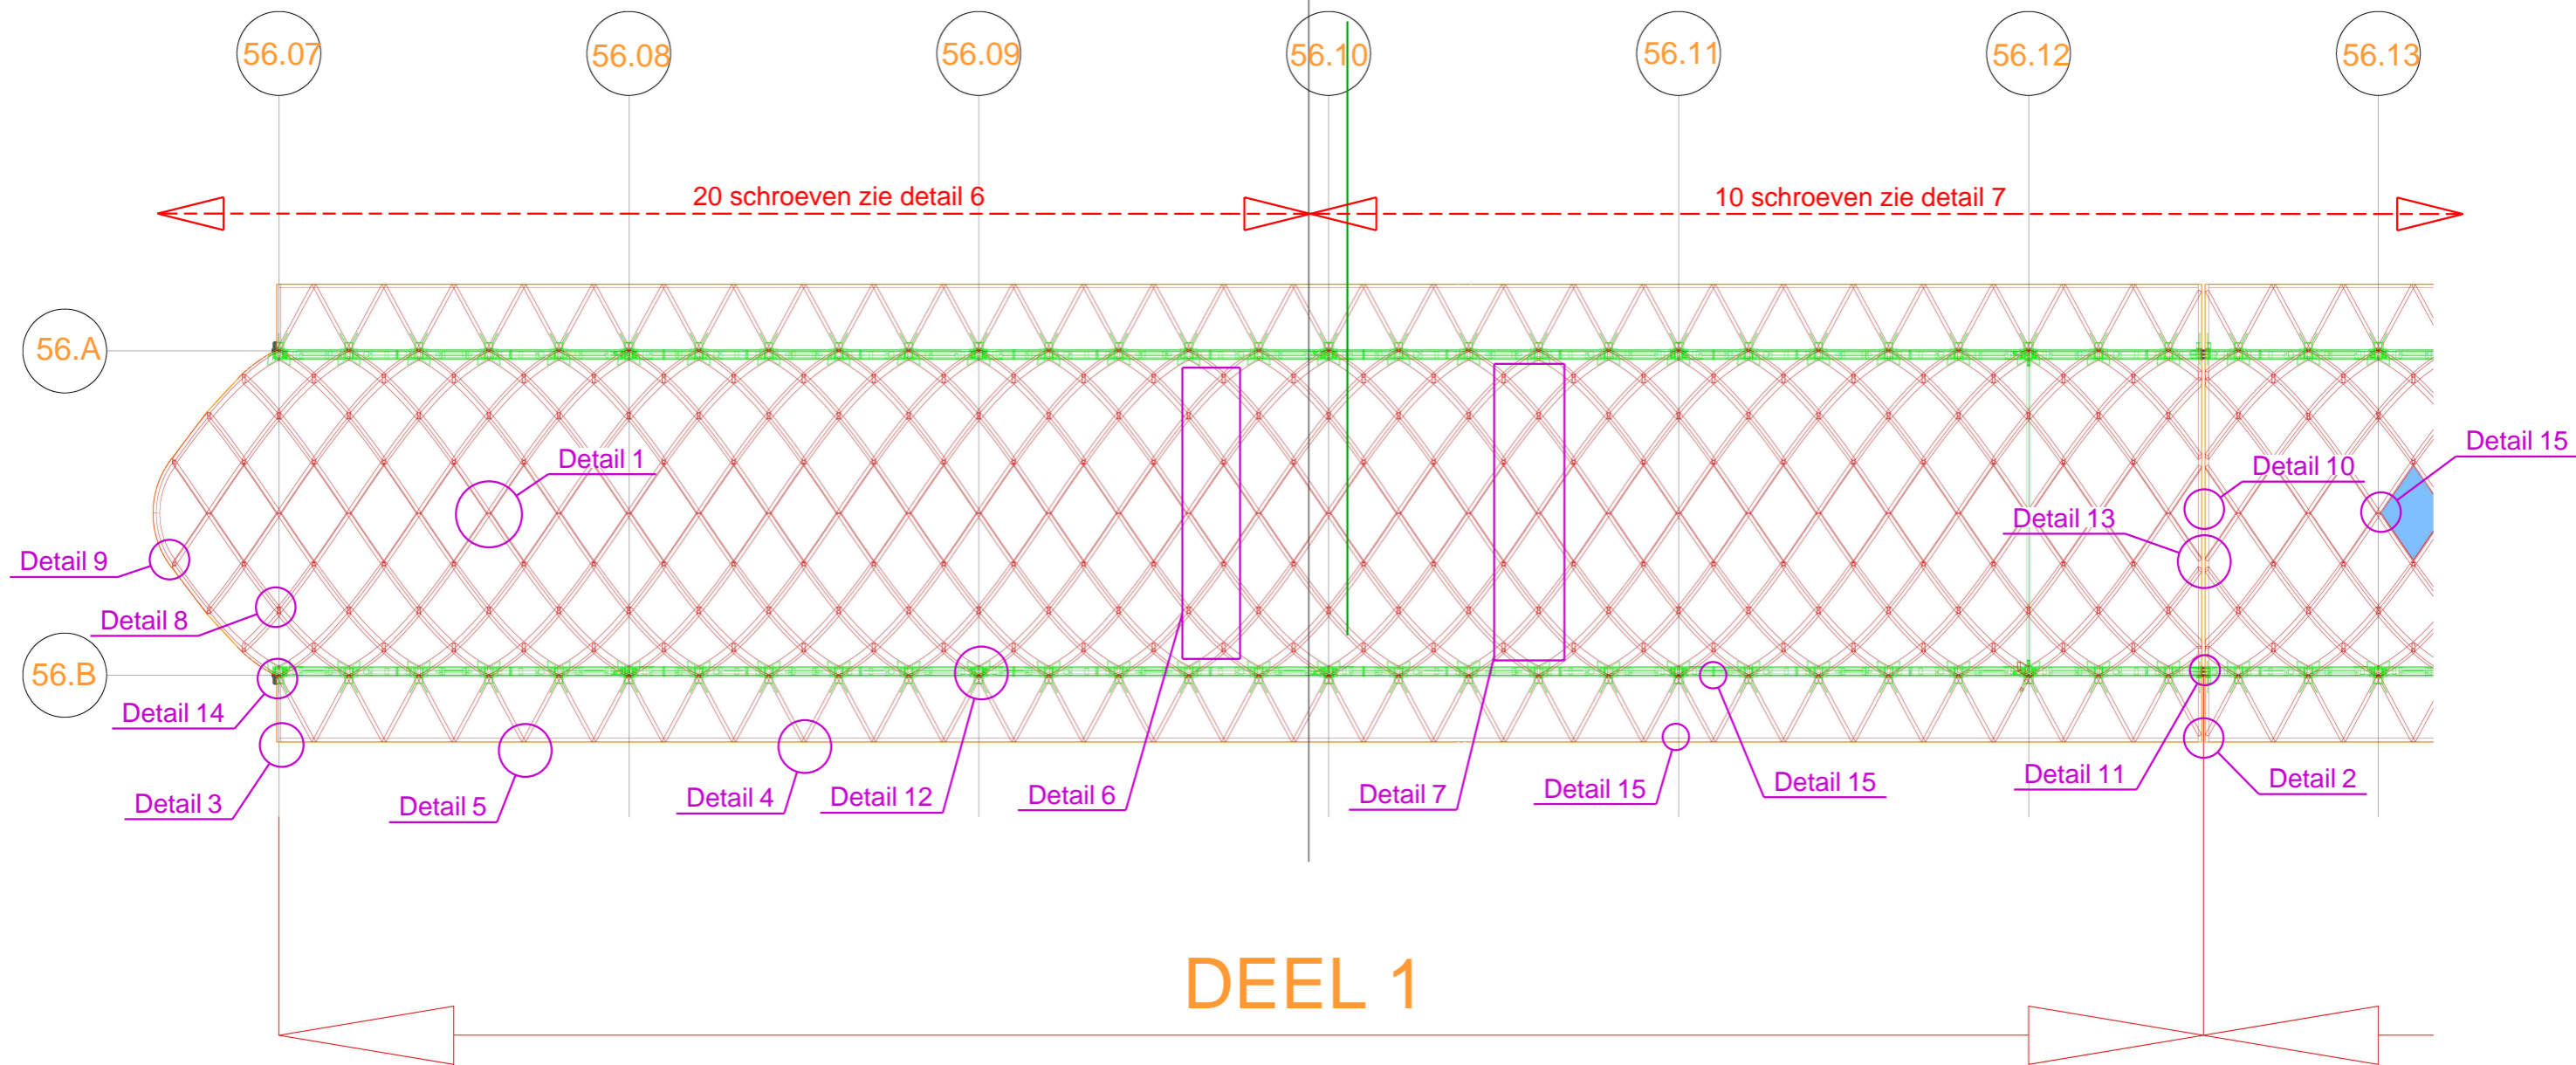 56.07
56.08
56.09
56.10
56.11
56.12
56.13
20 schroeven zie detail 6
10 schroeven zie detail 7
56.A
Detail 1
Detail 15
Detail 10
Detail 13
Detail 9
Detail 8
56.B
Detail 14
Detail 3
Detail 5
Detail 4
Detail 12
Detail 6
Detail 7
Detail 15
Detail 15
Detail 11
Detail 2
DEEL 1